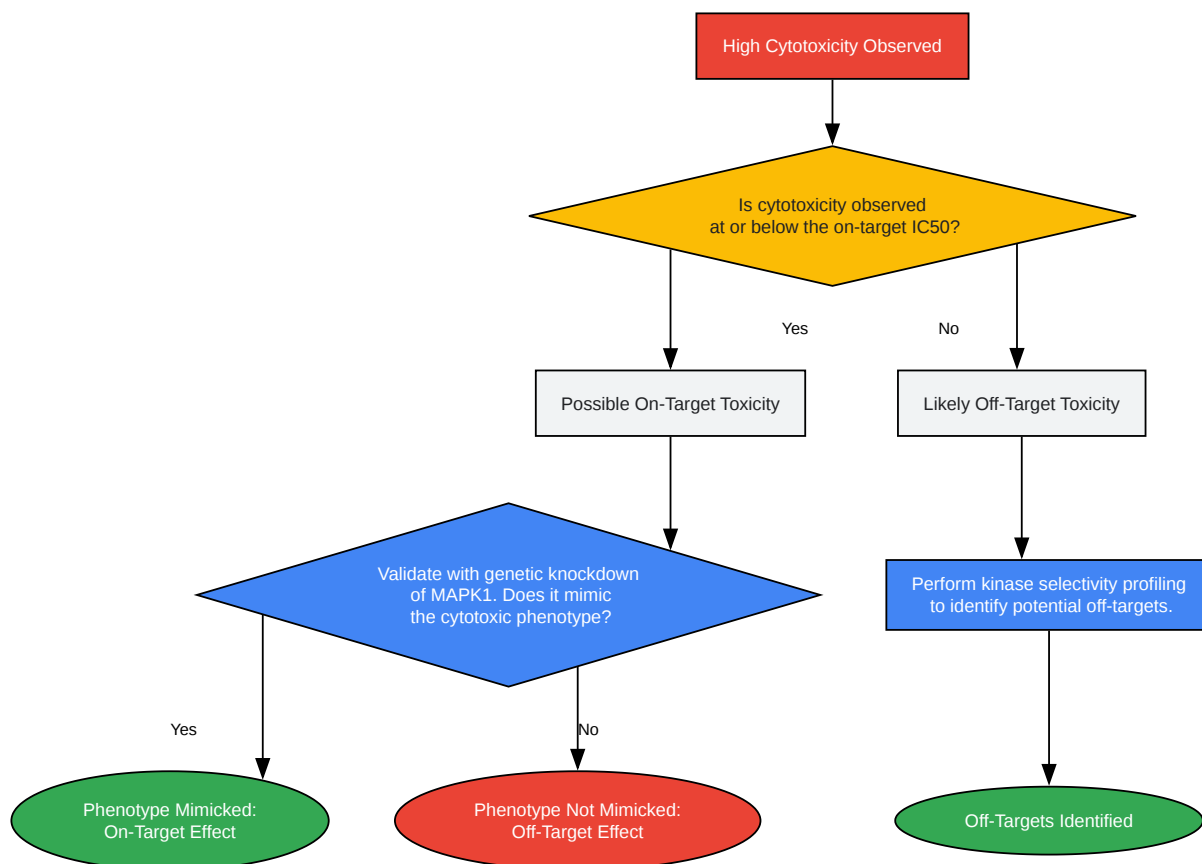 High Cytotoxicity Observed
Is cytotoxicity observed
at or below the on-target IC50?
Yes
No
Possible On-Target Toxicity
Likely Off-Target Toxicity
Validate with genetic knockdown
of MAPK1. Does it mimic
the cytotoxic phenotype?
Perform kinase selectivity profiling
to identify potential off-targets.
Yes
No
Phenotype Mimicked:
On-Target Effect
Phenotype Not Mimicked:
Off-Target Effect
Off-Targets Identified